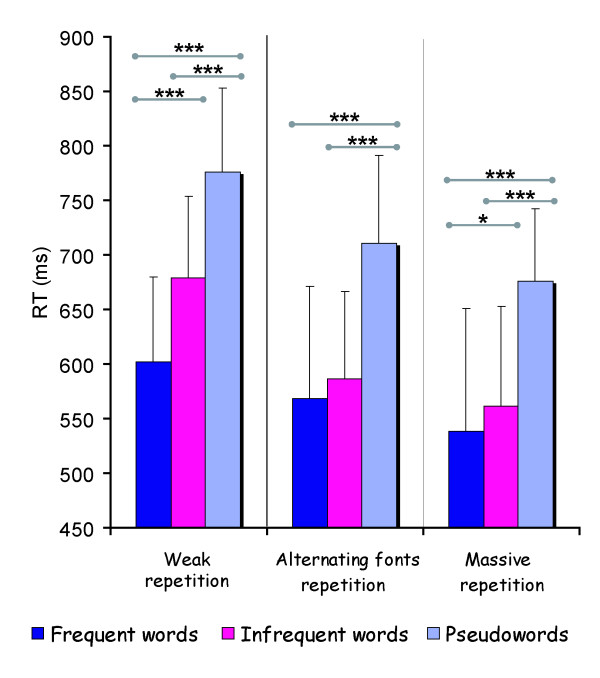 900
850
800
750
700
650
600
550
500
450
RT (ms)
***
***
***
***
***
***
***
*
Weak
repetition
Alternating fonts
repetition
Massive
repetition
Frequent words
Infrequent words
Pseudowords